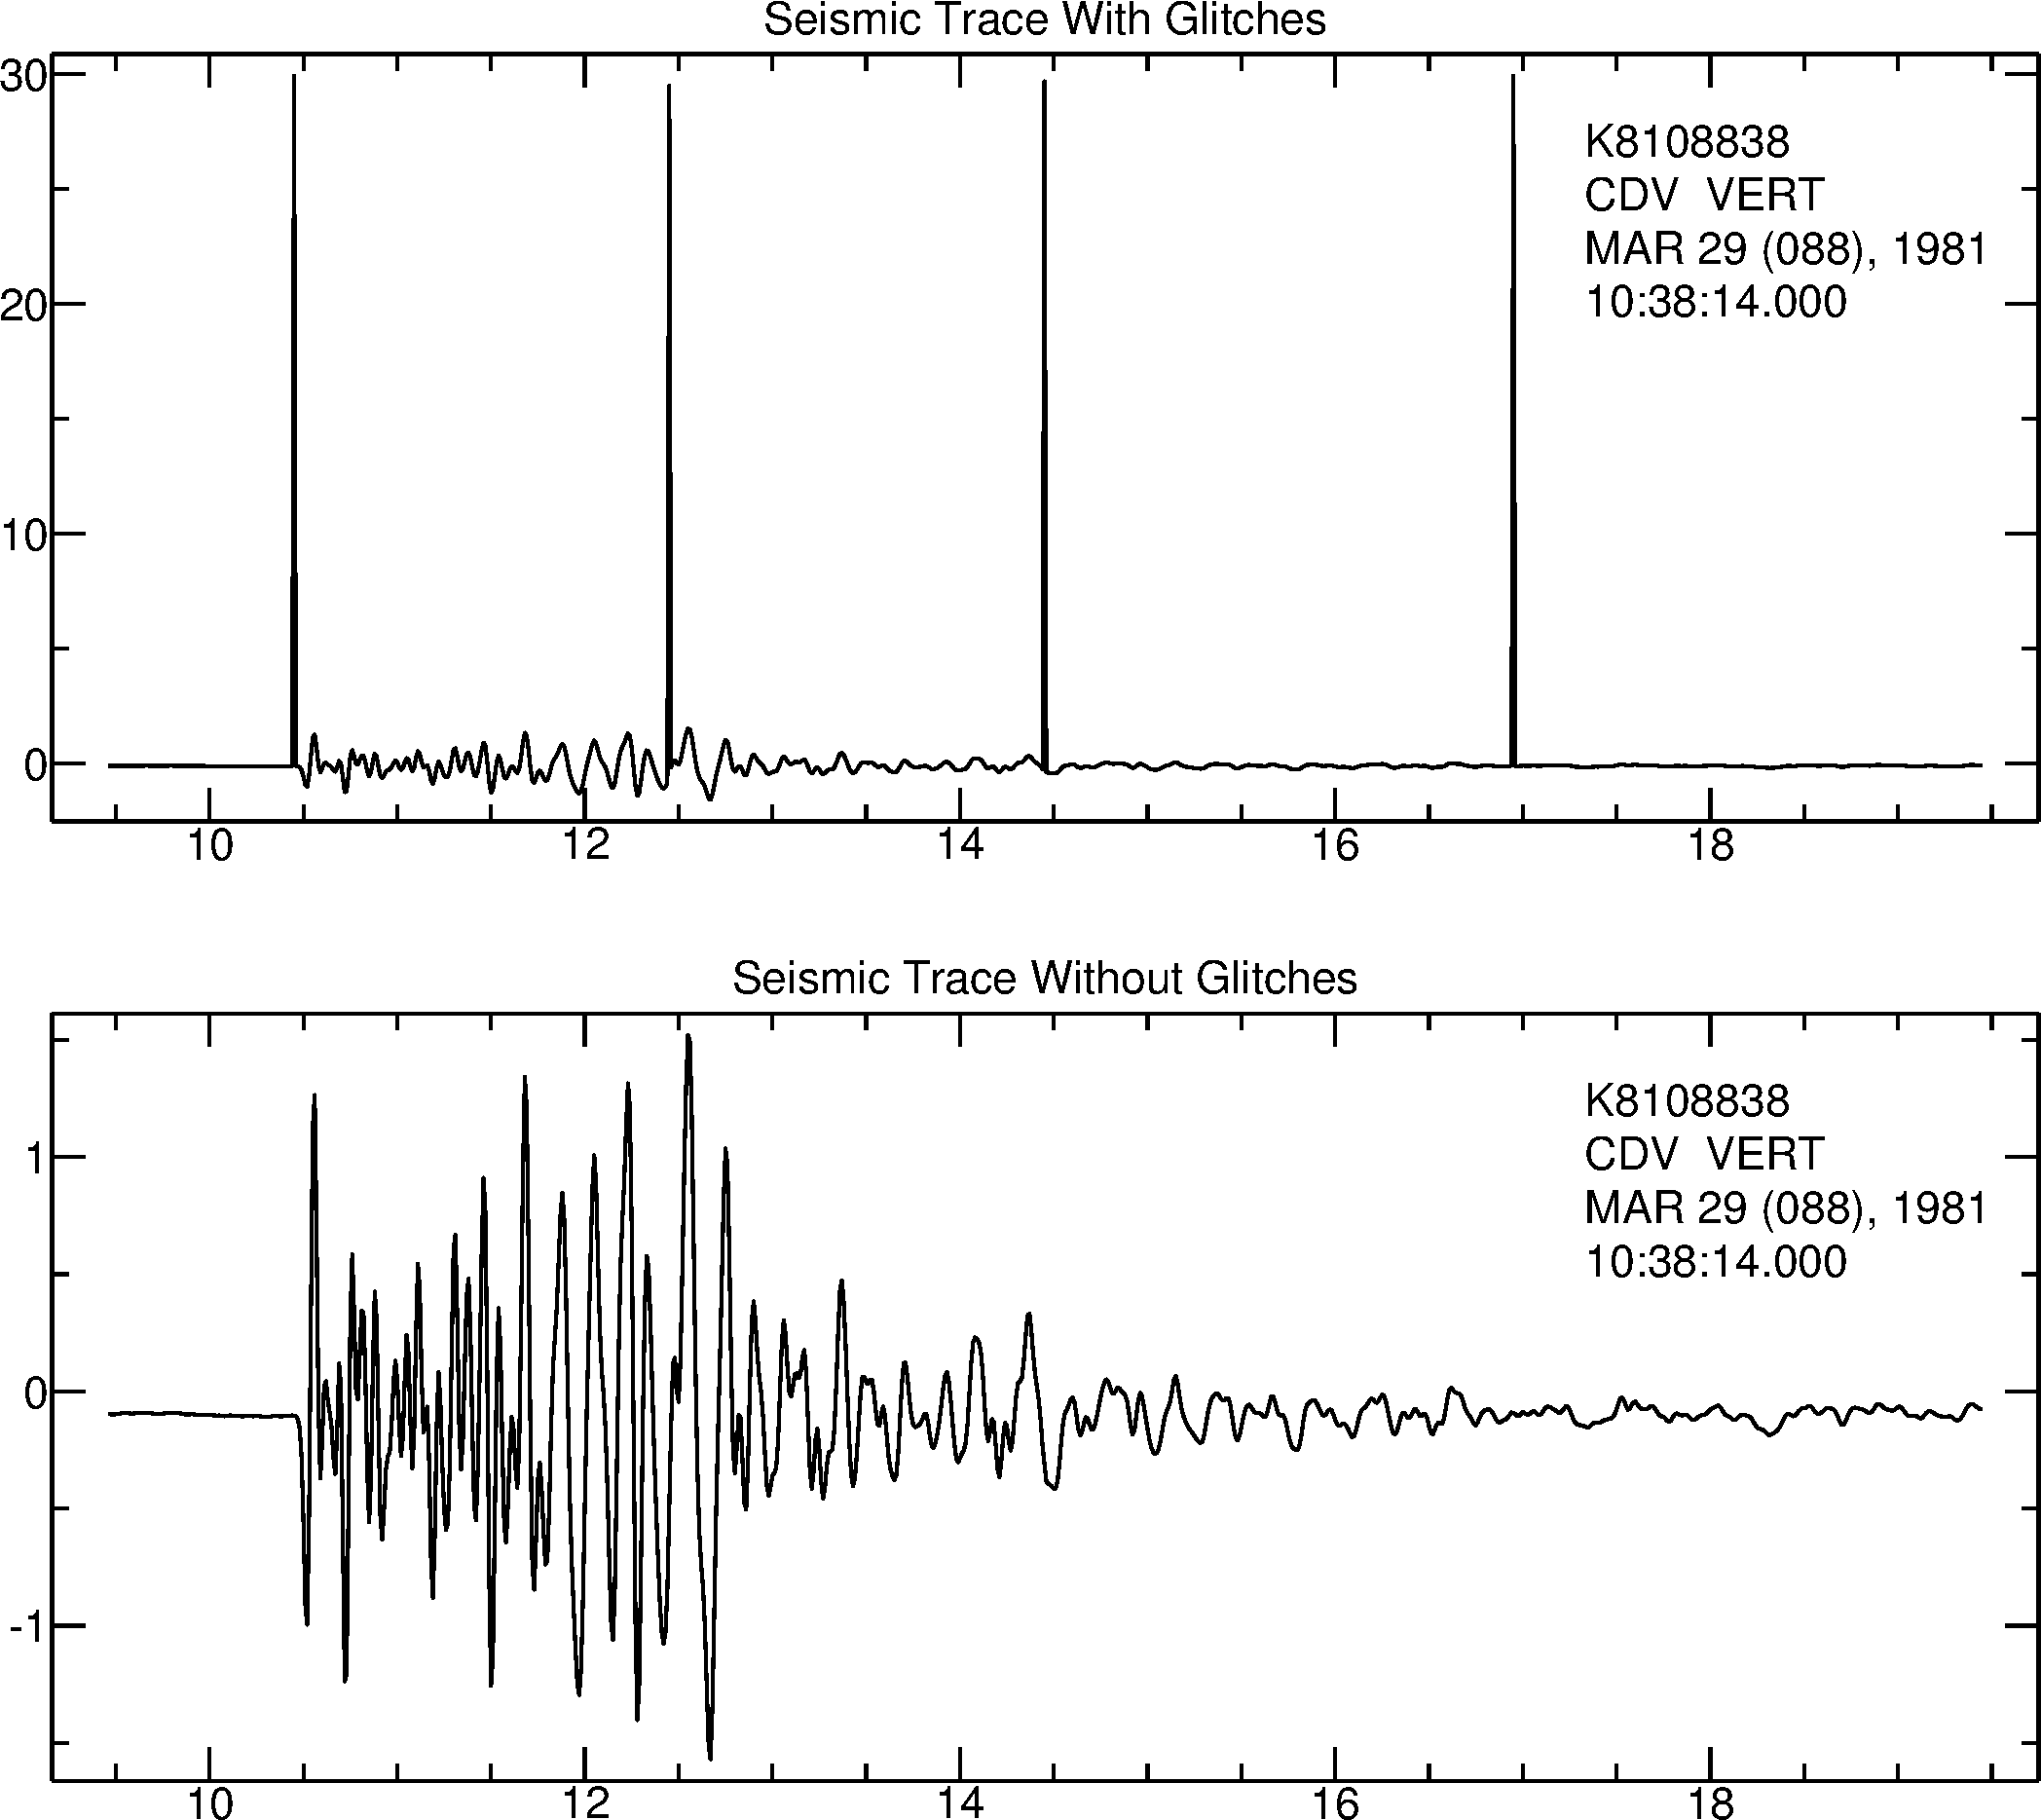 Seismic Trace With Glitches
30
20
10
0
K8108838
CDV VERT
MAR 29 (088), 1981
10:38:14.000
10 12 14 16 18
Seismic Trace Without Glitches
1
0
-1
K8108838
CDV VERT
MAR 29 (088), 1981
10:38:14.000
10 12 14 16 18